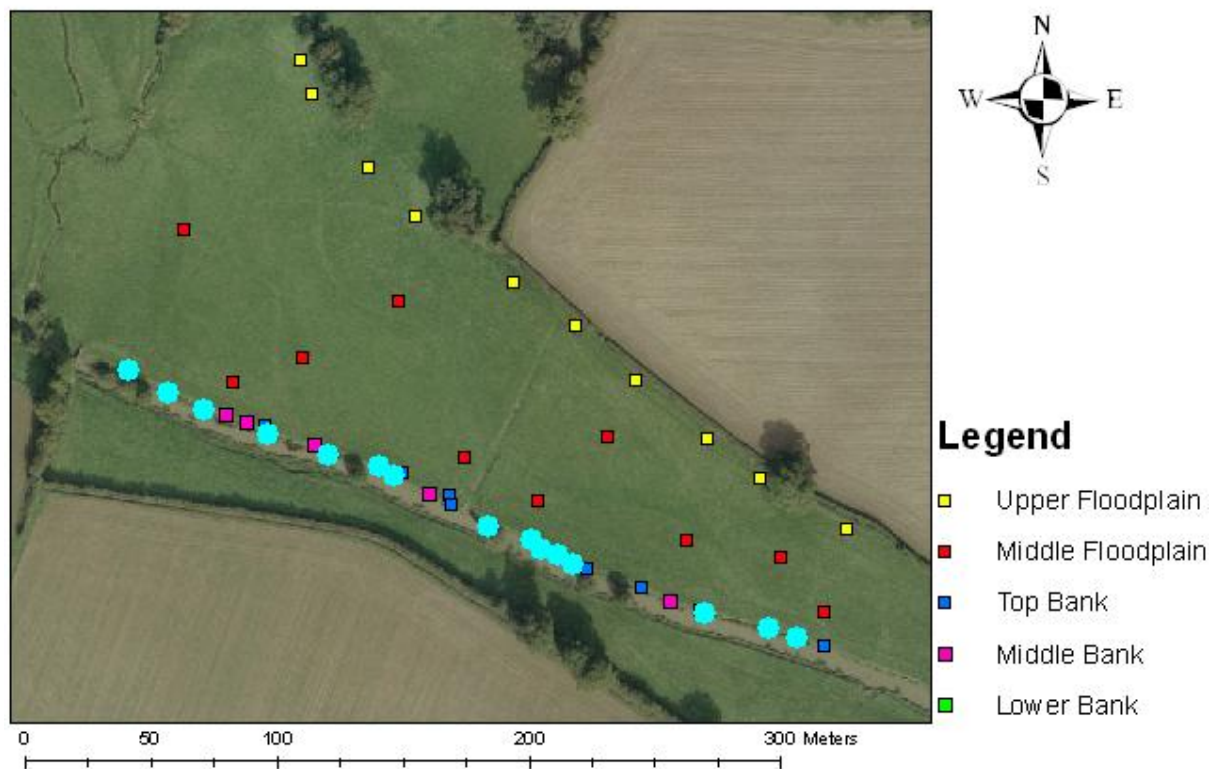 N
W E
S
Legend
Upper Floodplain
Middle Floodplain
Top Bank
Middle Bank
Lower Bank
0 50 100 200 300 Meters